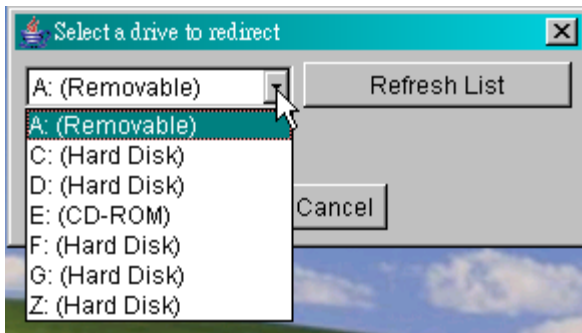 Select a drive to redirect
A: (Removable)
Refresh List
A: (Removable)
C: (Hard Disk)
D: (Hard Disk)
E: (CD-ROM)
Cancel
F: (Hard Disk)
G: (Hard Disk)
Z: (Hard Disk)